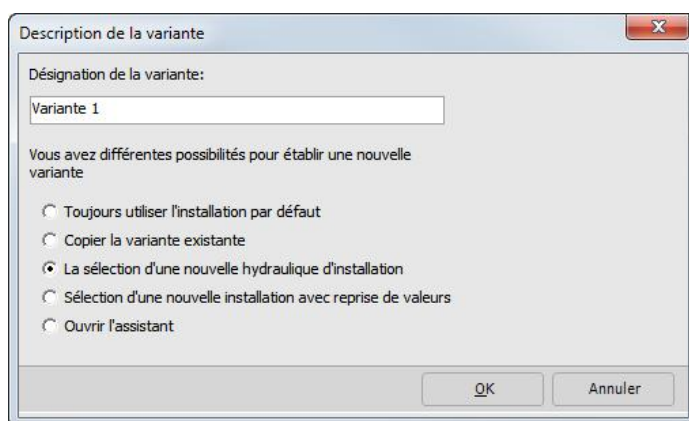 Description de la variante
Désignation de la variante:
Variante 1
Vous avez différentes possibilités pour établir une nouvelle
variante
Toujours utiliser l'installation par défaut
Copier la variante existante
La sélection d'une nouvelle hydraulique d'installation
Sélection d'une nouvelle installation avec reprise de valeurs
Ouvrir l'assistant
OK Annuler